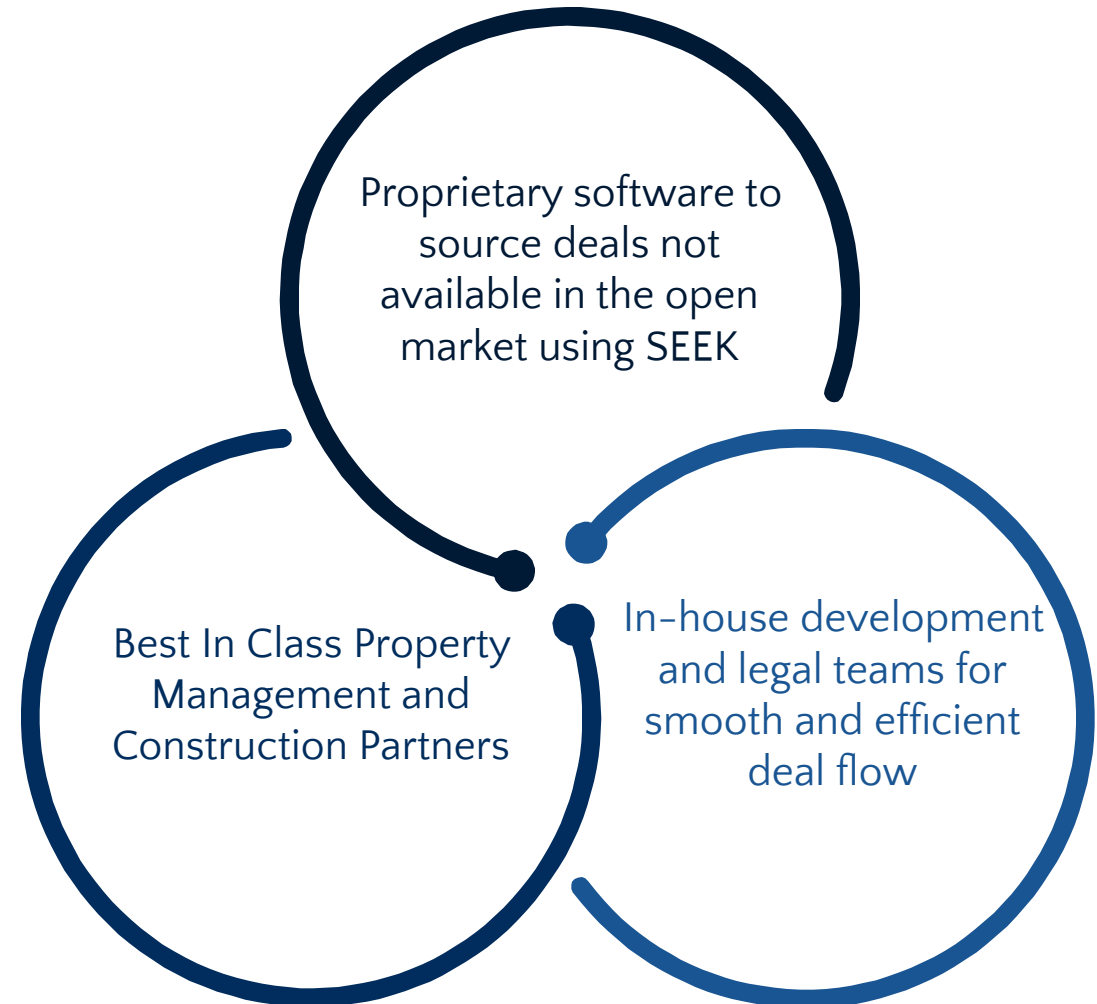 Proprietary software to
source deals not
available in the open
market using SEEK
Best In Class Property
Management and
Construction Partners
In-house development
and legal teams for
smooth and efficient
deal flow